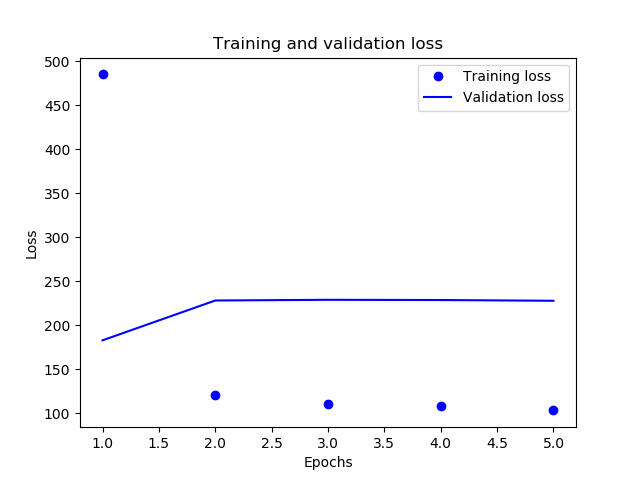 Training and validation loss
Training loss
Validation loss
Loss
500
450
400
350
300
250
200
150
100
1.0 1.5 2.0 2.5 3.0 3.5 4.0 4.5 5.0
Epochs